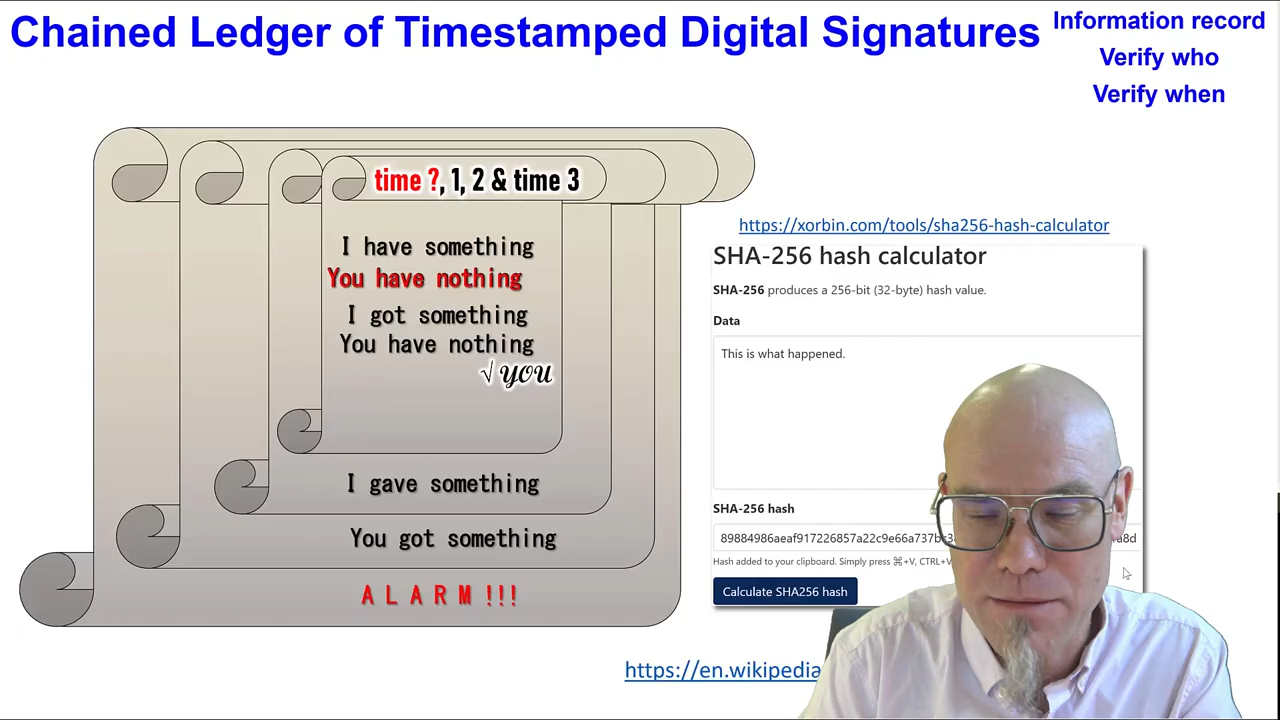 Chained Ledger of Timestamped Digital Signatures
Information record
Verify who
Verify when
time ?, 1, 2 & time 3
I have something
You have nothing
I got something
You have nothing
√ you
I gave something
You got something
ALARM!!!
https://xorbin.com/tools/sha256-hash-calculator
SHA-256 hash calculator
SHA-256 produces a 256-bit (32-byte) hash value.
Data
This is what happened.
SHA-256 hash
89884986aeaf917226857a22c9e66a737b
Hash added to your clipboard. Simply press ⌘+V, CTRL+V
Calculate SHA256 hash
https://en.wikipedia